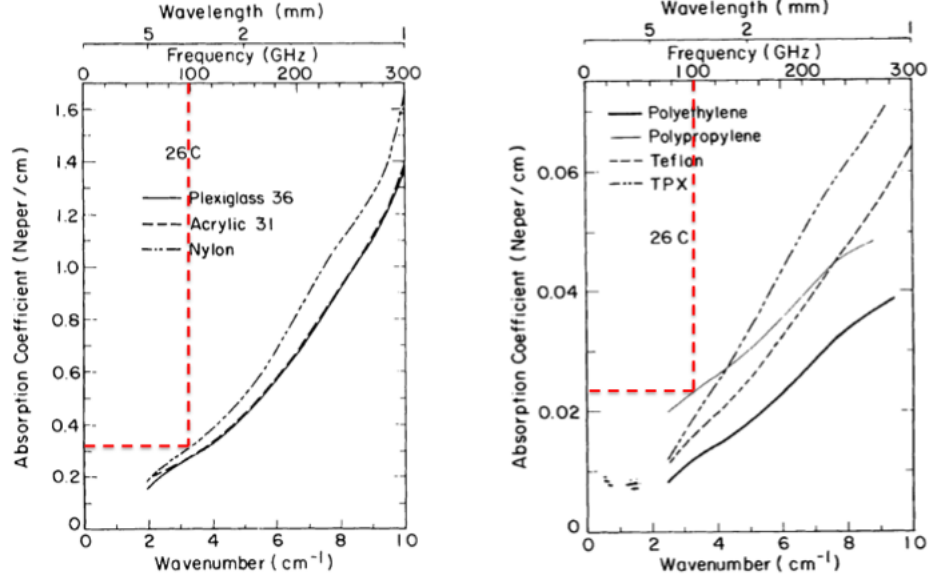 Wavelength (mm)
5 2 1
Frequency (GHz)
0 100 200 300
1.6
1.4
1.2
1.0
0.8
0.6
0.4
0.2
0
Absorption Coefficient (Neper / cm)
26C
Plexiglass 36
Acrylic 31
Nylon
0 2 4 6 8 10
Wavenumber (cm⁻¹)
Wavelength (mm)
5 2 1
Frequency (GHz)
0 100 200 300
0.06
0.04
0.02
0
Absorption Coefficient (Neper / cm)
Polyethylene
Polypropylene
Teflon
TPX
26 C
0 2 4 6 8 10
Wavenumber (cm⁻¹)